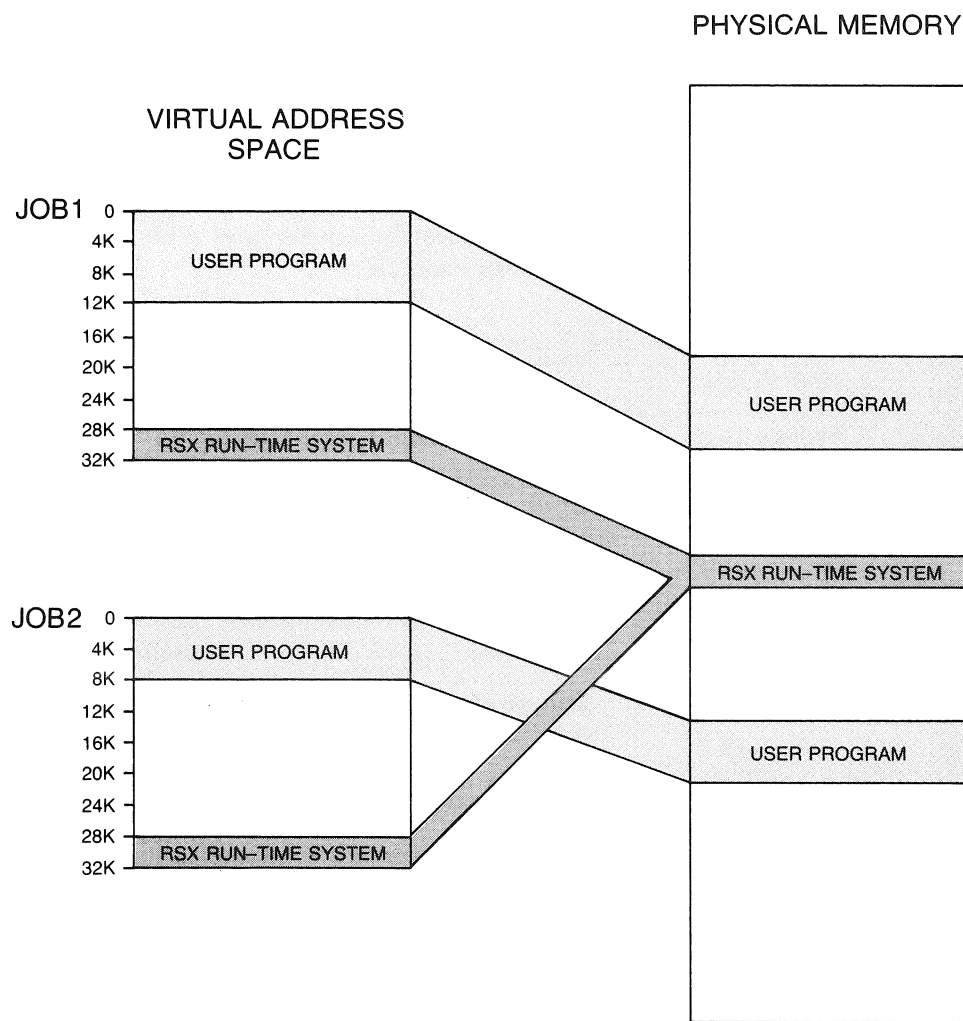 PHYSICAL MEMORY
VIRTUAL ADDRESS
SPACE
JOB1
0
4K
8K
12K
16K
20K
24K
28K
32K
USER PROGRAM
RSX RUN–TIME SYSTEM
USER PROGRAM
RSX RUN–TIME SYSTEM
JOB2
0
4K
8K
12K
16K
20K
24K
28K
32K
USER PROGRAM
RSX RUN–TIME SYSTEM
USER PROGRAM